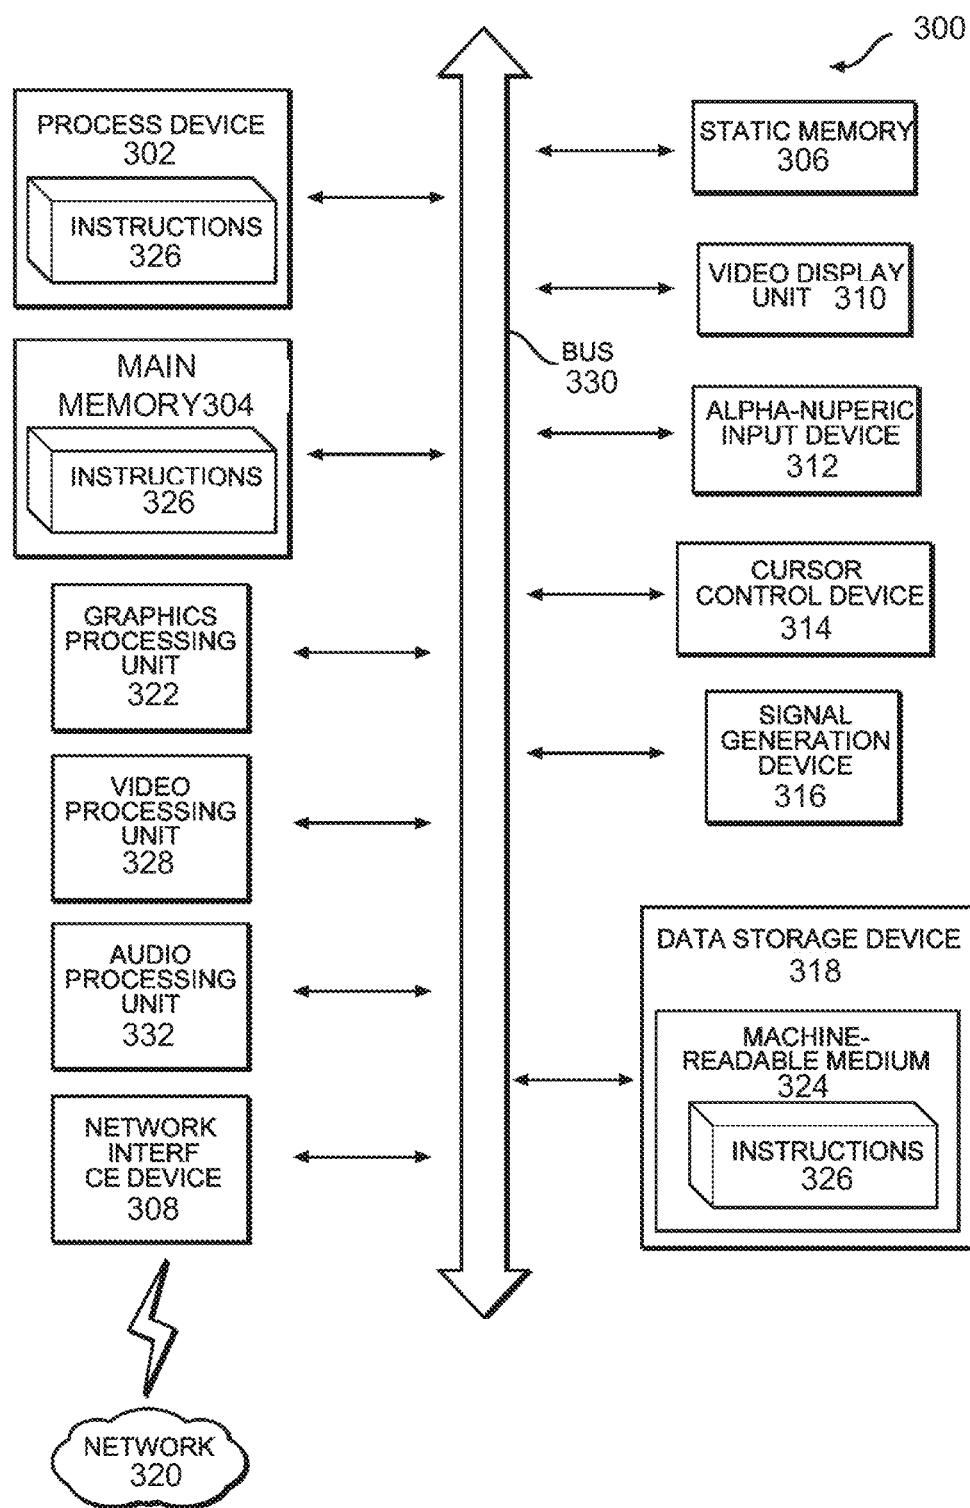 300
PROCESS DEVICE
302
INSTRUCTIONS
326
MAIN
MEMORY304
INSTRUCTIONS
326
GRAPHICS
PROCESSING
UNIT
322
VIDEO
PROCESSING
UNIT
328
AUDIO
PROCESSING
UNIT
332
NETWORK
INTERF
CE DEVICE
308
NETWORK
320
BUS
330
STATIC MEMORY
306
VIDEO DISPLAY
UNIT 310
ALPHA-NUPERIC
INPUT DEVICE
312
CURSOR
CONTROL DEVICE
314
SIGNAL
GENERATION
DEVICE
316
DATA STORAGE DEVICE
318
MACHINE-
READABLE MEDIUM
324
INSTRUCTIONS
326